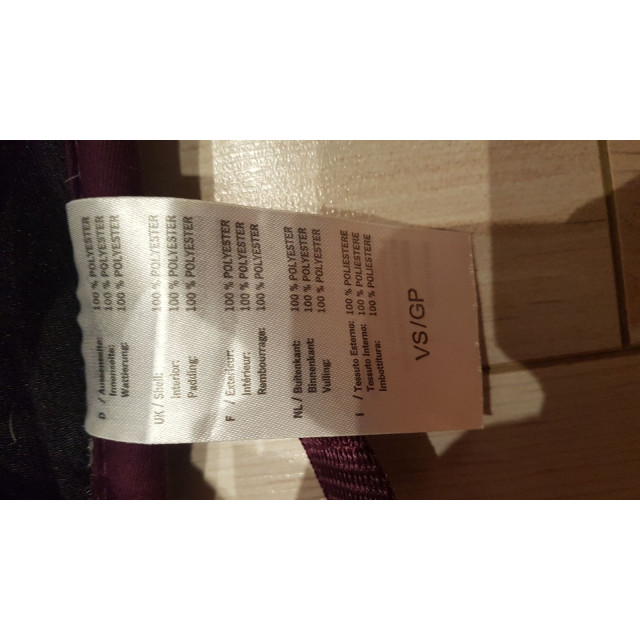 D / Aussenseite: 100 % POLYESTER
Innenseite: 100 % POLYESTER
Wattierung: 100 % POLYESTER
UK / Shell: 100 % POLYESTER
Interior: 100 % POLYESTER
Padding: 100 % POLYESTER
F / Exterieur: 100 % POLYESTER
Intérieur: 100 % POLYESTER
Rembourrage: 100 % POLYESTER
NL / Buitenkant: 100 % POLYESTER
Binnenkant: 100 % POLYESTER
Vulling: 100 % POLYESTER
I / Tessuto Esterno: 100 % POLIESTERE
Tessuto Interno: 100 % POLIESTERE
Imbottitura: 100 % POLIESTERE
VS/GP